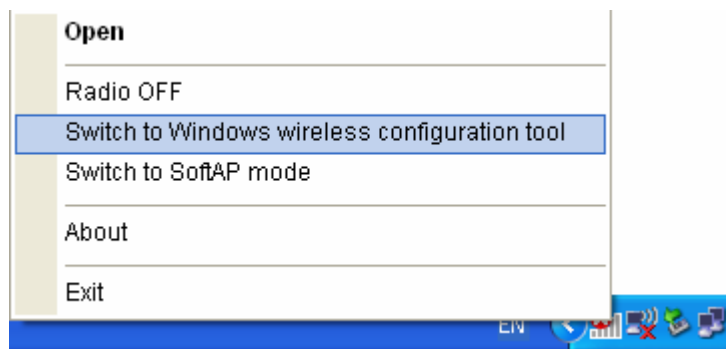 Open
Radio OFF
Switch to Windows wireless configuration tool
Switch to SoftAP mode
About
Exit
EN